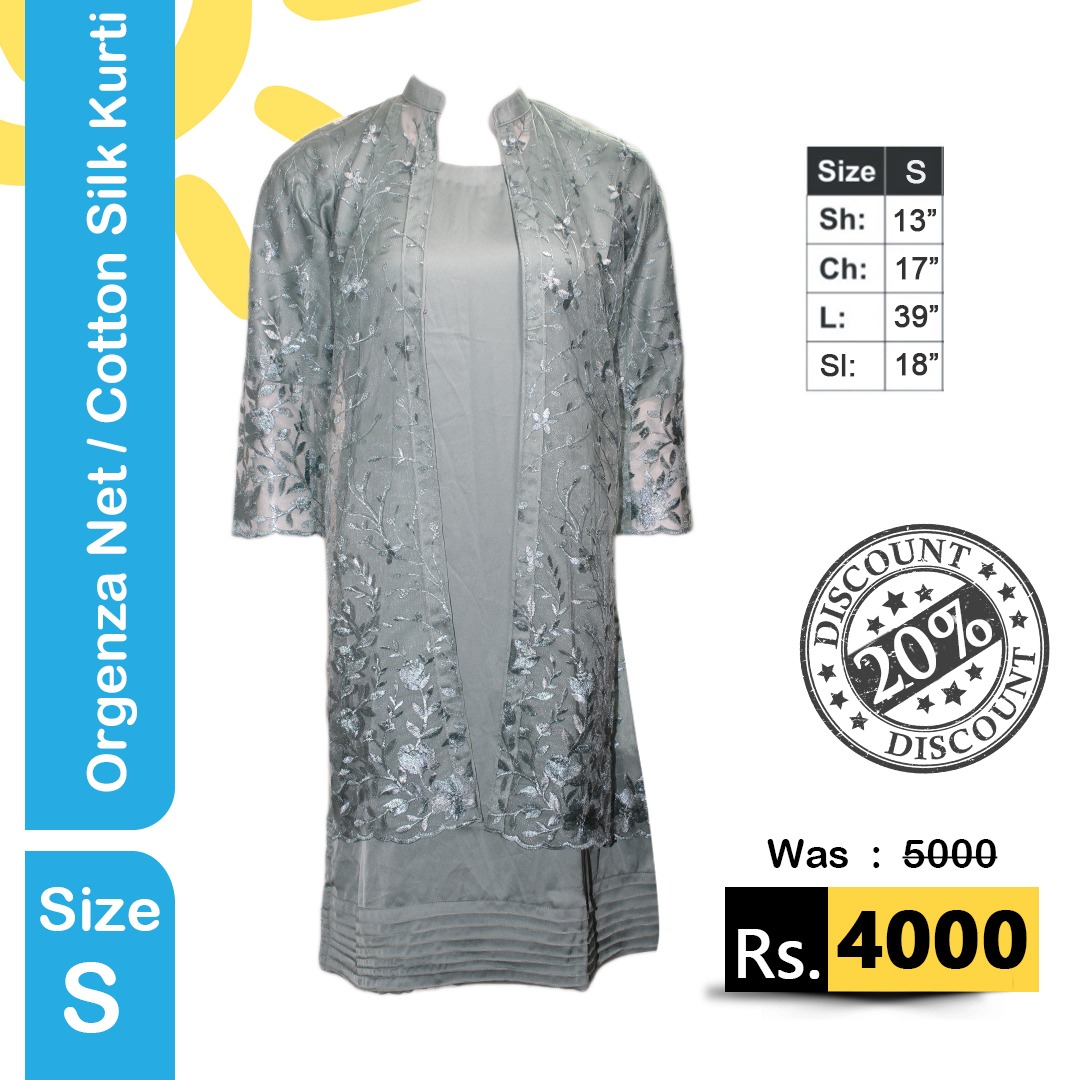 Orgenza Net / Cotton Silk Kurti
Size
S
Size S
Sh: 13”
Ch: 17”
L: 39”
Sl: 18”
DISCOUNT
20%
DISCOUNT
Was : 5000
Rs. 4000